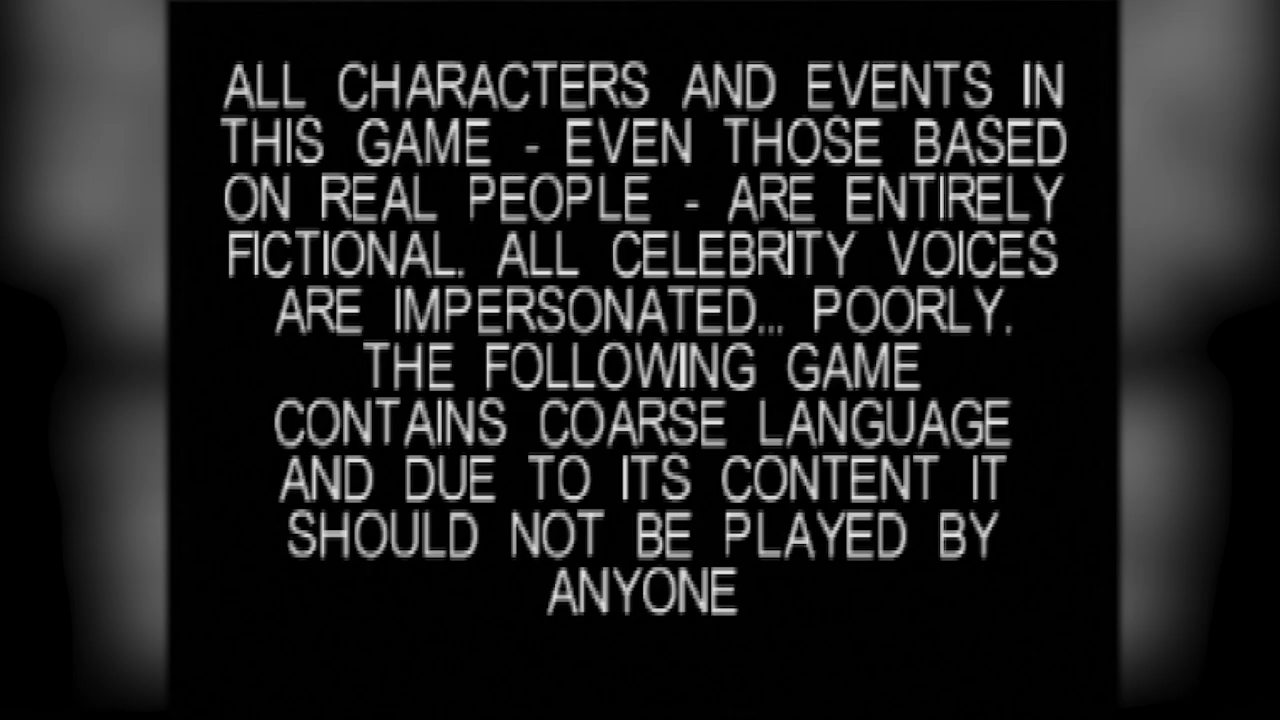 ALL CHARACTERS AND EVENTS IN
THIS GAME - EVEN THOSE BASED
ON REAL PEOPLE - ARE ENTIRELY
FICTIONAL. ALL CELEBRITY VOICES
ARE IMPERSONATED... POORLY.
THE FOLLOWING GAME
CONTAINS COARSE LANGUAGE
AND DUE TO ITS CONTENT IT
SHOULD NOT BE PLAYED BY
ANYONE